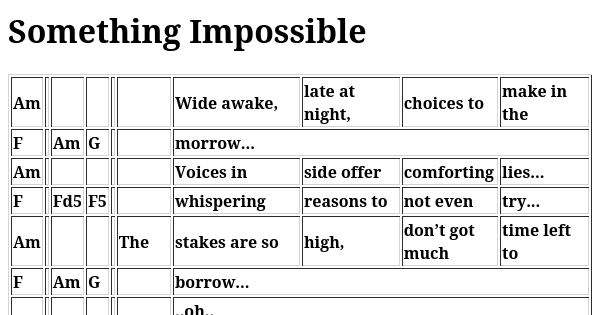 Something Impossible
Am Wide awake, late at night, choices to make in the
F Am G morrow...
Am Voices in side offer comforting lies...
F Fd5 F5 whispering reasons to not even try...
Am The stakes are so high, don't got much time left to
F Am G borrow...
..oh..